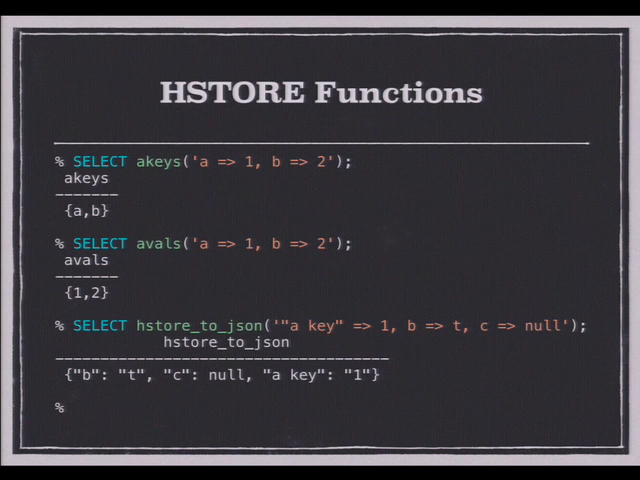 HSTORE Functions
% SELECT akeys('a => 1, b => 2');
akeys
-------
{a,b}
% SELECT avals('a => 1, b => 2');
avals
-------
{1,2}
% SELECT hstore_to_json('"a key" => 1, b => t, c => null');
hstore_to_json
-------------------------------------
{"b": "t", "c": null, "a key": "1"}
%